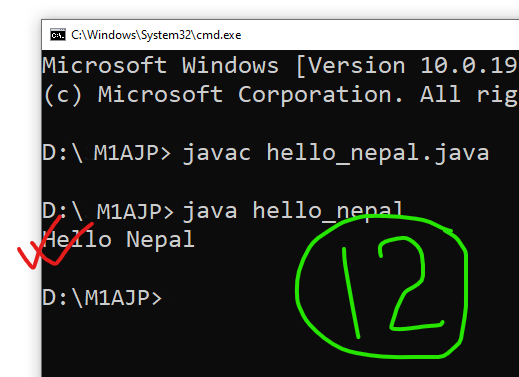 C:\Windows\System32\cmd.exe
Microsoft Windows [Version 10.0.19
(c) Microsoft Corporation. All rig
D:\ M1AJP> javac hello_nepal.java
D:\ M1AJP> java hello_nepal
Hello Nepal
12
D:\M1AJP>